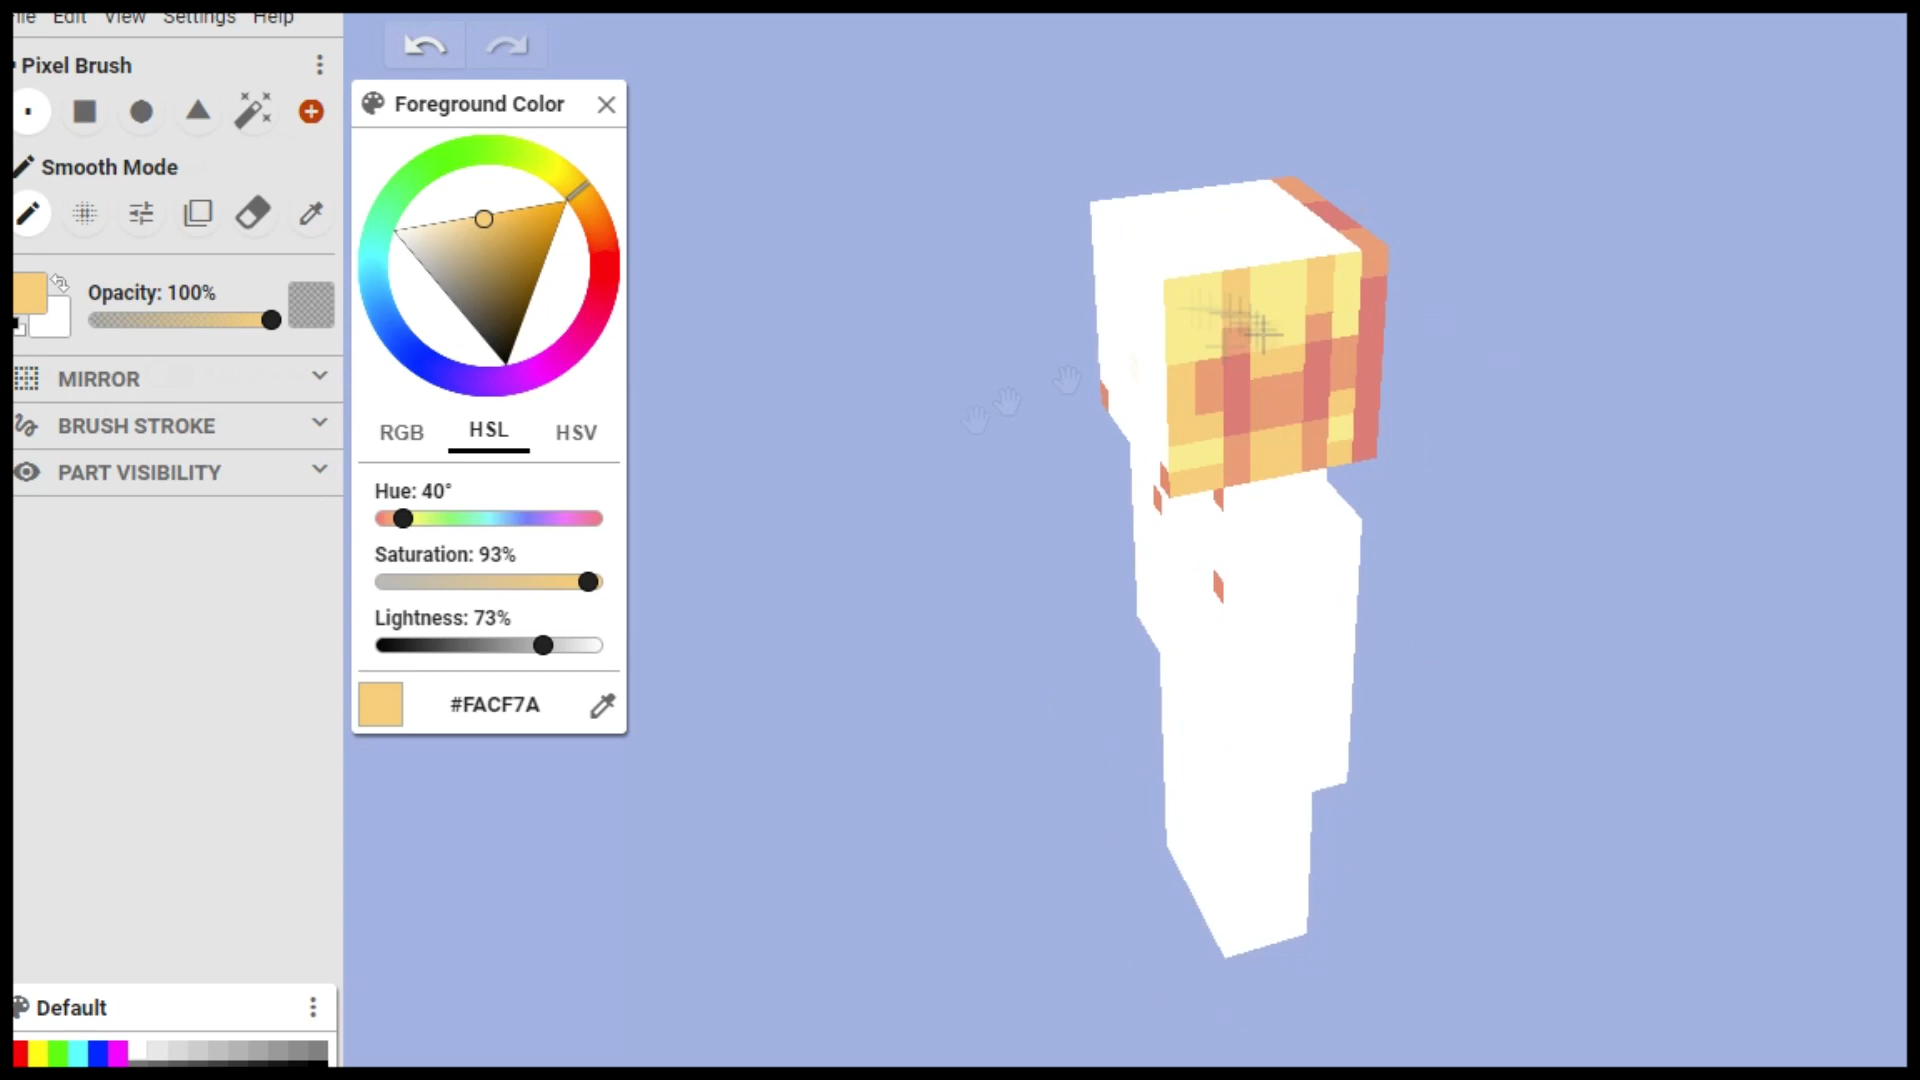 File Edit View Settings Help
Pixel Brush
Smooth Mode
Opacity: 100%
MIRROR
BRUSH STROKE
PART VISIBILITY
Default
Foreground Color
RGB HSL HSV
Hue: 40°
Saturation: 93%
Lightness: 73%
#FACF7A